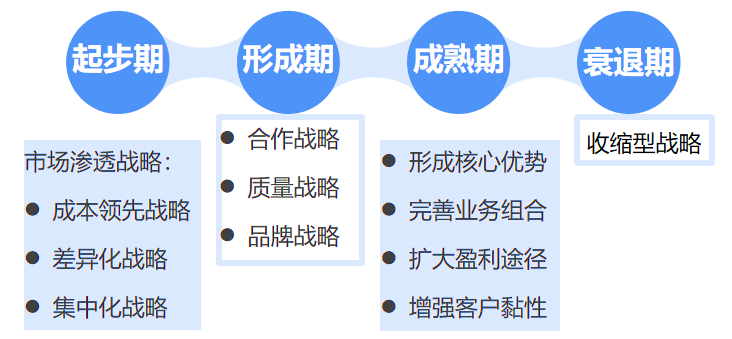 起步期
形成期
成熟期
衰退期
市场渗透战略：
● 成本领先战略
● 差异化战略
● 集中化战略
● 合作战略
● 质量战略
● 品牌战略
● 形成核心优势
● 完善业务组合
● 扩大盈利途径
● 增强客户黏性
收缩型战略